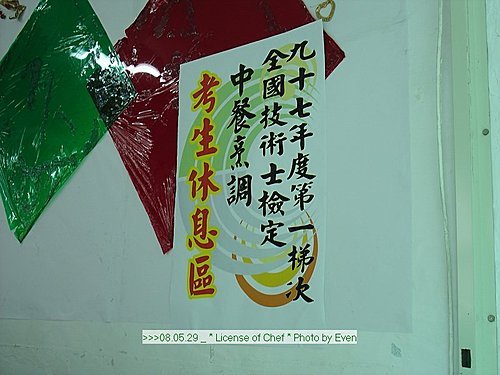 九十七年度第一梯次
全國技術士檢定
中餐烹調
考生休息區
>>>08.05.29 _ * License of Chef * Photo by Even